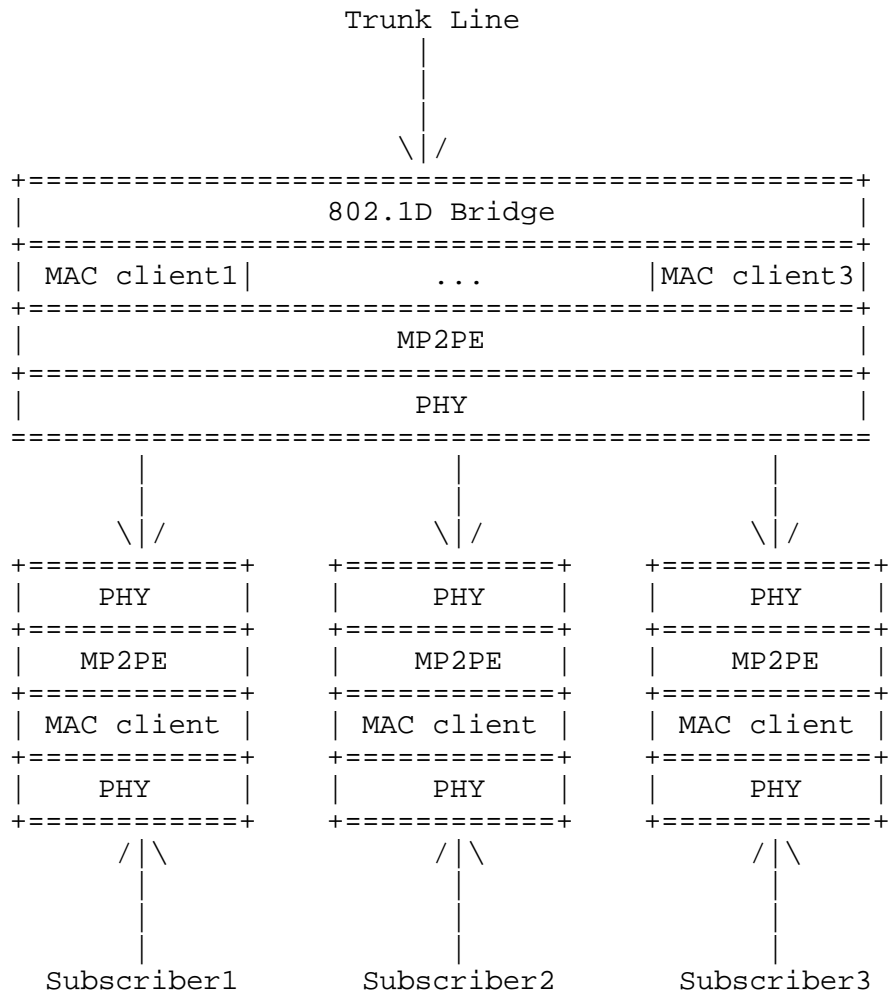 Trunk Line
802.1D Bridge
MAC client1 ... MAC client3
MP2PE
PHY
PHY PHY PHY
MP2PE MP2PE MP2PE
MAC client MAC client MAC client
PHY PHY PHY
Subscriber1 Subscriber2 Subscriber3